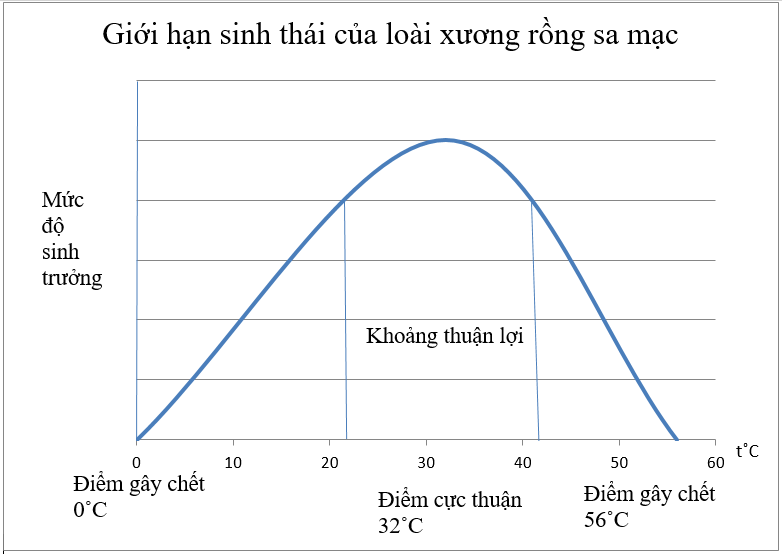 Giới hạn sinh thái của loài xương rồng sa mạc
Mức
độ
sinh
trưởng
Khoảng thuận lợi
0 10 20 30 40 50 60
t˚C
Điểm gây chết
0˚C
Điểm cực thuận
32˚C
Điểm gây chết
56˚C